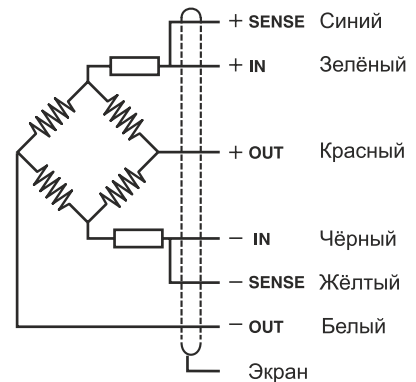 + SENSE Синий
+ IN Зелёный
+ OUT Красный
− IN Чёрный
− SENSE Жёлтый
− OUT Белый
Экран